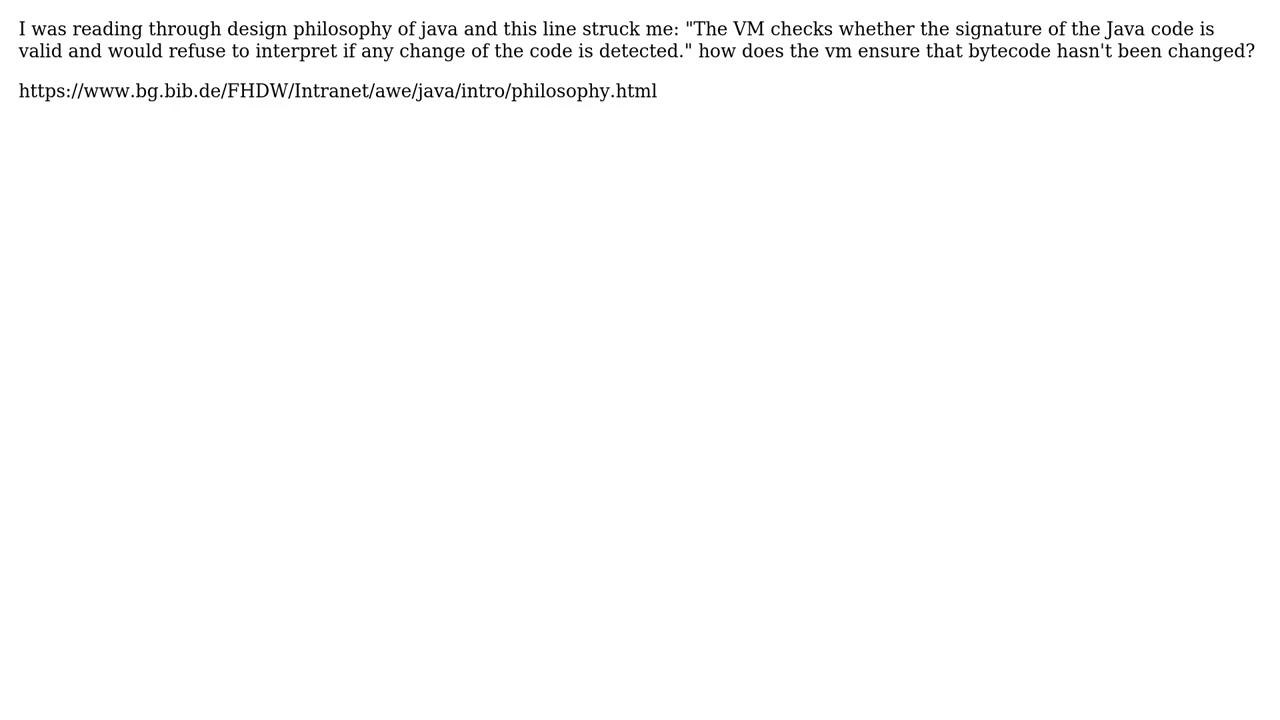 I was reading through design philosophy of java and this line struck me: "The VM checks whether the signature of the Java code is
valid and would refuse to interpret if any change of the code is detected." how does the vm ensure that bytecode hasn't been changed?
https://www.bg.bib.de/FHDW/Intranet/awe/java/intro/philosophy.html